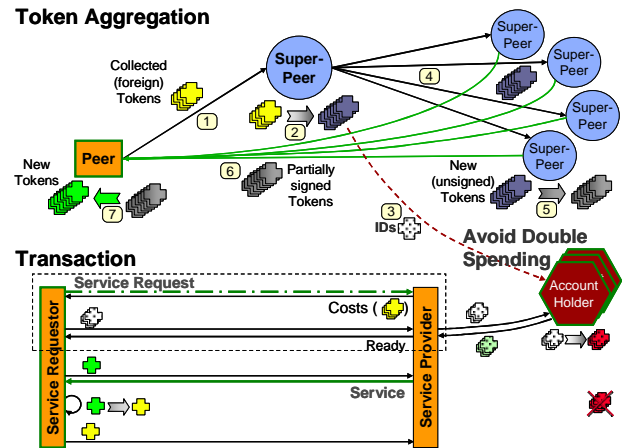 Token Aggregation
Collected
(foreign)
Tokens
1
Super-
Peer
Super-
Peer
Super-
Peer
Super-
Peer
Super-
Peer
4
2
Peer
New
Tokens
7
6
Partially
signed
Tokens
3
IDs
New
(unsigned)
Tokens
5
Avoid Double
Spending
Account
Holder
Transaction
Service Request
Costs (
Ready
Service
Service Requestor
Service Provider